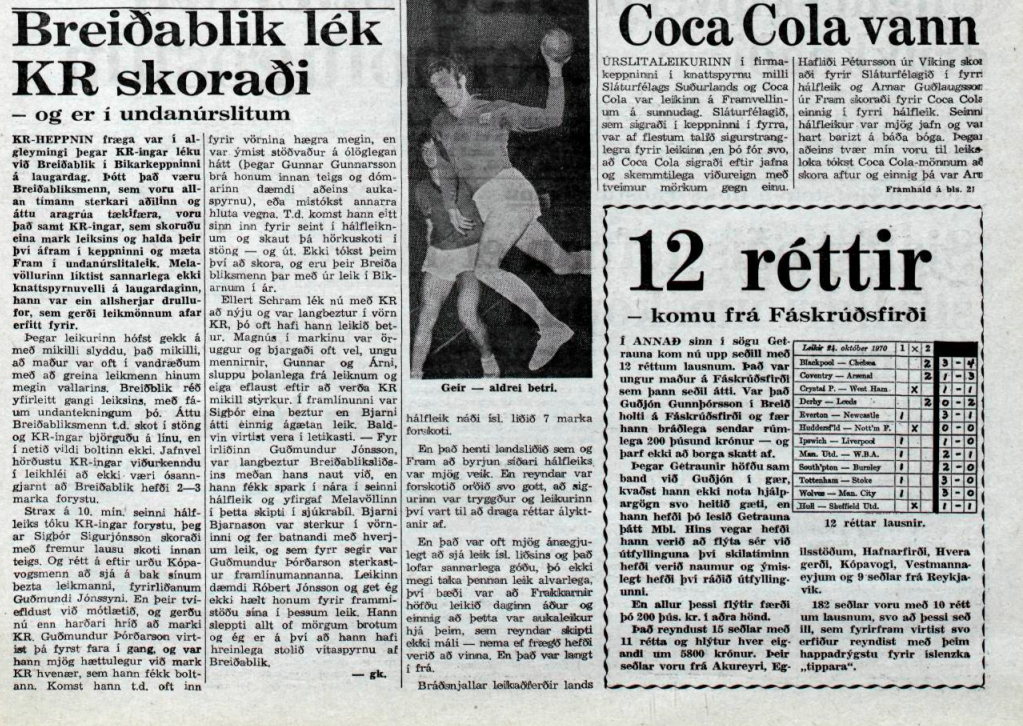 Breiðablik lék
KR skoraði
– og er í undanúrslitum
KR-HEPPNIN fræga var í al-
gleymingi þegar KR-ingar léku
við Breiðablik í Bikarkeppninni
á laugardag. Þótt það væru
Breiðabliksmenn, sem voru all-
an tímann sterkari aðilinn og
áttu aragrúa tækifæra, voru
það samt KR-ingar, sem skoruðu
eina mark leiksins og halda þeir
því áfram í keppninni og mæta
Fram í undanúrslitaleik. Mela-
völlurinn líktist sannarlega ekki
knattspyrnuvelli á laugardaginn,
hann var ein allsherjar drullu-
for, sem gerði leikmönnum afar
erfitt fyrir.
Þegar leikurinn hófst gekk á
með mikilli slyddu, það mikilli,
að maður var oft í vandræðum
með að greina leikmenn hinum
megin vallarins. Breiðblik réð
yfirleitt gangi leiksins, með fá-
um undantekningum þó. Áttu
Breiðabliksmenn t.d. skot í stöng
og KR-ingar björguðu á línu, en
í netið vildi boltinn ekki. Jafnvel
hörðustu KR-ingar viðurkenndu
í leikhléi að ekki væri ósann-
gjarnt að Breiðablik hefði 2—3
marka forystu.
Strax á 10. mín. seinni hálf-
leiks tóku KR-ingar forystu, þeg
ar Sigþór Sigurjónsson skoraði
með fremur lausu skoti innan
teigs. Og rétt á eftir urðu Kópa-
vogsmenn að sjá á bak sínum
bezta leikmanni, fyrirliðanum
Guðmundi Jónssyni. En þeir tví-
efldust við mótlætið, og gerðu
nú enn harðari hríð að marki
KR. Guðmundur Þórðarson virt-
ist þá fyrst fara í gang, og var
hann mjög hættulegur við mark
KR hvenær, sem hann fékk bolt-
ann. Komst hann t.d. oft inn
fyrir vörnina hægra megin, en
var ýmist stöðvaður á ólöglegan
hátt (þegar Gunnar Gunnarsson
brá honum innan teigs og dóm-
arinn dæmdi aðeins auka-
spyrnu), eða mistókst annarra
hluta vegna. T.d. komst hann eitt
sinn inn fyrir seint í hálfleikn-
um og skaut þá hörkuskoti í
stöng — og út. Ekki tókst þeim
því að skora, og eru þeir Breiða
bliksmenn þar með úr leik í Bik-
arnum í ár.
Ellert Schram lék nú með KR
að nýju og var langbeztur í vörn
KR, þó oft hafi hann leikið bet-
ur. Magnús í markinu var ör-
uggur og bjargaði oft vel, ungu
mennirnir, Gunnar og Árni,
sluppu þolanlega frá leiknum og
eiga eflaust eftir að verða KR
mikill styrkur. Í framlínunni var
Sigþór eina beztur en Bjarni
átti einnig ágætan leik. Bald-
vin virtist vera í letikasti. — Fyr
irliðinn Guðmundur Jónsson,
var langbeztur Breiðabliksliðs-
ins meðan hans naut við, en
hann fékk spark í nára í seinni
hálfleik og yfirgaf Melavöllinn
í þetta skipti í sjúkrabíl. Bjarni
Bjarnason var sterkur í vörn-
inni og fer batnandi með hverj-
um leik, og sem fyrr segir var
Guðmundur Þórðarson sterkast-
ur framlínumannanna. Leikinn
dæmdi Róbert Jónsson og get ég
ekki hælt honum fyrir frammi-
stöðu sína í þessum leik. Hann
sleppti allt of mörgum brotum
og ég er á því að hann hafi
hreinlega stolið vítaspyrnu af
Breiðablik.
— gk.
Geir — aldrei betri.
hálfleik náði ísl. liðið 7 marka
forskoti.
En það henti landsliðið sem og
Fram að byrjun síðari hálfleiks
var mjög veik. En reyndar var
forskotið orðið svo gott, að sig-
urinn var tryggður og leikurinn
því vart til að draga réttar álykt-
anir af.
En það var oft mjög ánægju-
legt að sjá leik ísl. liðsins og það
lofar sannarlega góðu, þó ekki
megi taka þennan leik alvarlega,
því bæði var að Frakkarnir
höfðu leikið daginn áður og
einnig að þetta var aukaleikur
hjá þeim, sem reyndar skipti
ekki máli — nema ef frægð hefði
verið að vinna. En það var langt
í frá.
Bráðsnjallar leikaðferðir lands
Coca Cola vann
ÚRSLITALEIKURINN í firma-
keppninni í knattspyrnu milli
Sláturfélags Suðurlands og Coca
Cola var leikinn á Framvellin-
um á sunnudag. Sláturfélagið,
sem sigraði í keppninni í fyrra,
var af flestum talið sigurstrang-
legra fyrir leikinn ,en þó fór svo,
að Coca Cola sigraði eftir jafna
og skemmtilega viðureign með
tveimur mörkum gegn einu.
Hafliði Pétursson úr Víking skor
aði fyrir Sláturfélagið í fyrri
hálfleik og Arnar Guðlaugsson
úr Fram skoraði fyrir Coca Cola
einnig í fyrri hálfleik. Seinni
hálfleikur var mjög jafn og var
hart barizt á báða bóga. Þegar
aðeins tvær mín voru til leiks-
loka tókst Coca Cola-mönnum að
skora aftur og einnig þá var
Framhald á bls. 21
12 réttir
– komu frá Fáskrúðsfirði
Í ANNAÐ sinn í sögu Get-
rauna kom nú upp seðill með
12 réttum lausnum. Það var
ungur maður á Fáskrúðsfirði
sem þann seðil átti. Var það
Guðjón Gunnþórsson í Breið
holti á Fáskrúðsfirði og fær
hann bráðlega sendar rúm-
lega 200 þúsund krónur — og
þarf ekki að borga skatt af.
Þegar Getraunir höfðu sam
band við Guðjón í gær,
kvaðst hann ekki nota hjálp-
argögn svo heitið gæti, en
hann hefði þó lesið Getrauna
þátt Mbl. Hins vegar hefði
hann verið að flýta sér við
útfyllinguna því skilatíminn
hefði verið naumur og ýmis-
legt hefði því ráðið útfylling-
unni.
En allur þessi flýtir færði
þó 200 þús. kr. í aðra hönd.
Það reyndust 15 seðlar með
11 rétta og hlýtur hver eig-
andi um 5800 krónur. Þeir
seðlar voru frá Akureyri, Eg-
Leikir 24. október 1970 1 X 2
Blackpool — Chelsea 2 3 - 4
Coventry — Arsenal 2 1 - 3
Crystal P. — West Ham X 1 - 1
Derby — Leeds 2 0 - 2
Everton — Newcastle 1 3 - 1
Huddersf'ld — Nott'm F. X 0 - 0
Ipswich — Liverpool 1 1 - 0
Man. Utd. — W.B.A. 1 2 - 1
South'pton — Burnley 1 2 - 0
Tottenham — Stoke 1 3 - 0
Wolves — Man. City 1 3 - 0
Hull — Sheffield Utd. X 1 - 1
12 réttar lausnir.
ilsstöðum, Hafnarfirði, Hvera
gerði, Kópavogi, Vestmanna-
eyjum og 9 seðlar frá Reykja-
vík.
182 seðlar voru með 10 rétt
um lausnum, svo að þessi seð
ill, sem fyrirfram virtist svo
erfiður reyndist með þeim
happadrýgstu fyrir íslenzka
„tippara“.